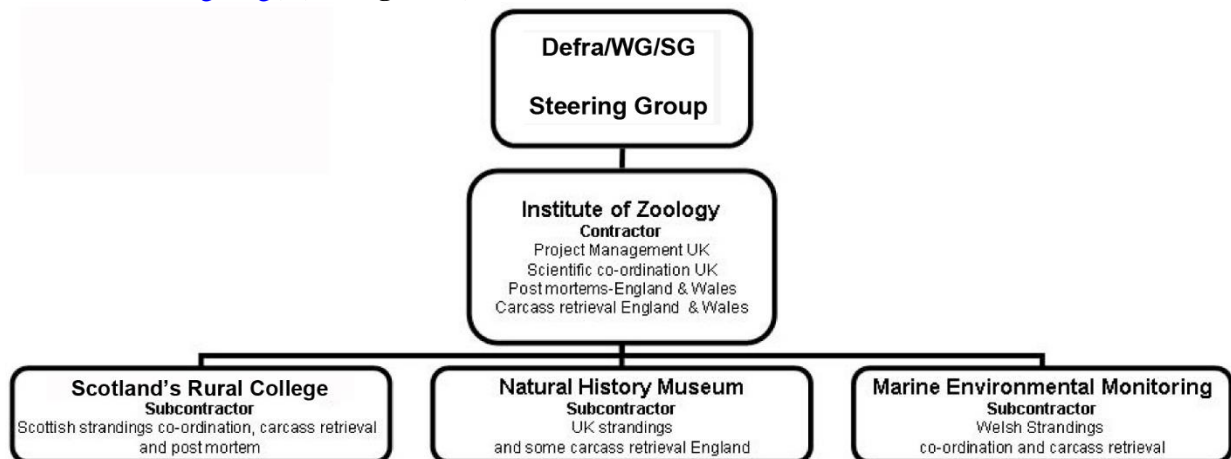 Defra/WG/SG
Steering Group
Institute of Zoology
Contractor
Project Management UK
Scientific co-ordination UK
Post mortems-England & Wales
Carcass retrieval England & Wales
Scotland's Rural College
Subcontractor
Scottish strandings co-ordination, carcass retrieval
and post mortem
Natural History Museum
Subcontractor
UK strandings
and some carcass retrieval England
Marine Environmental Monitoring
Subcontractor
Welsh Strandings
co-ordination and carcass retrieval